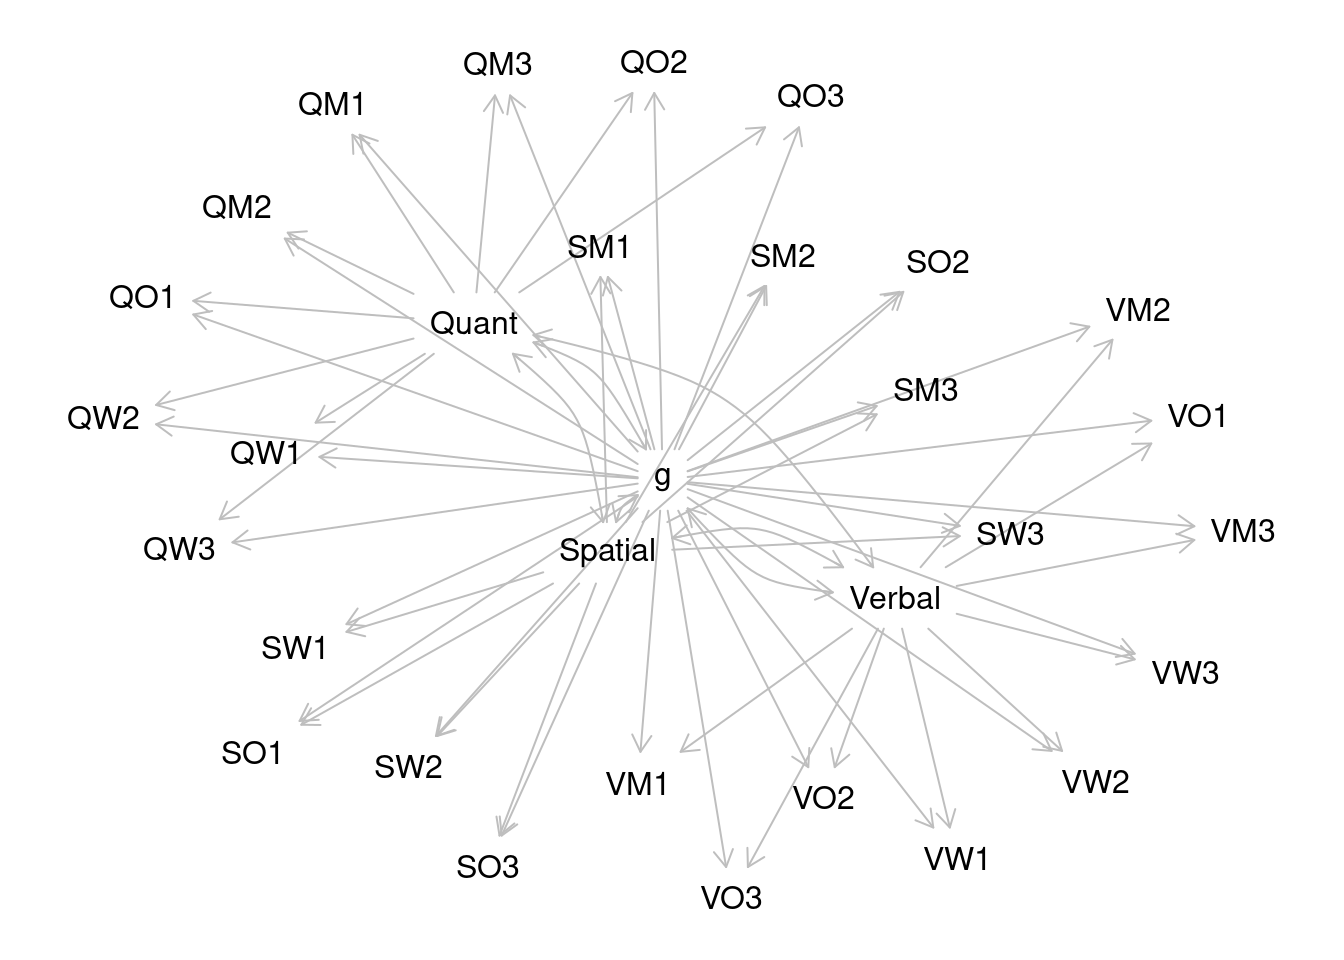 QM3
QO2
QO3
QM1
QM2
SM1
SM2
SO2
QO1
VM2
Quant
SM3
QW2
VO1
QW1
g
VM3
SW3
QW3
Spatial
Verbal
SW1
VW3
SO1
SW2
VM1
VW2
VO2
VW1
SO3
VO3